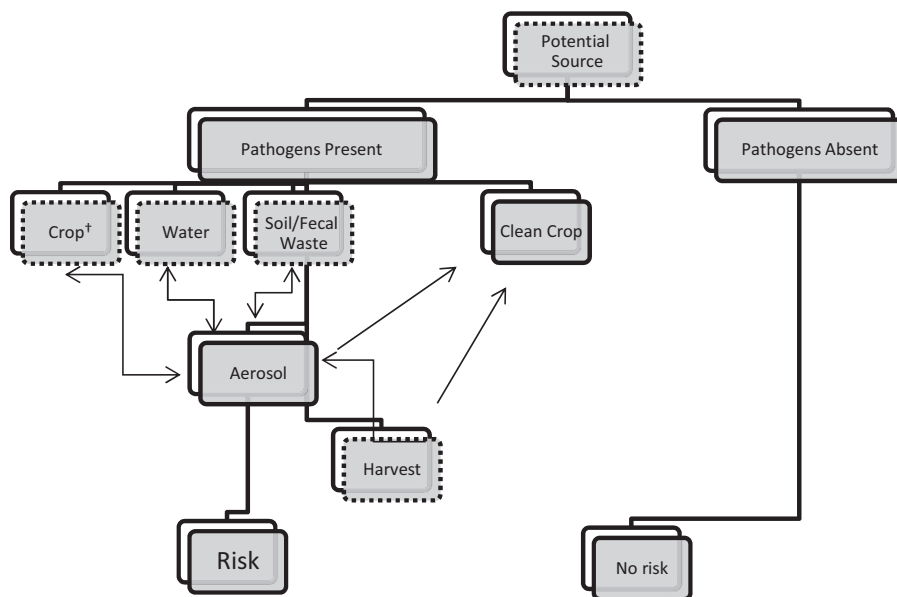 Potential
Source
Pathogens Present
Pathogens Absent
Crop†
Water
Soil/Fecal
Waste
Clean Crop
Aerosol
Harvest
Risk
No risk